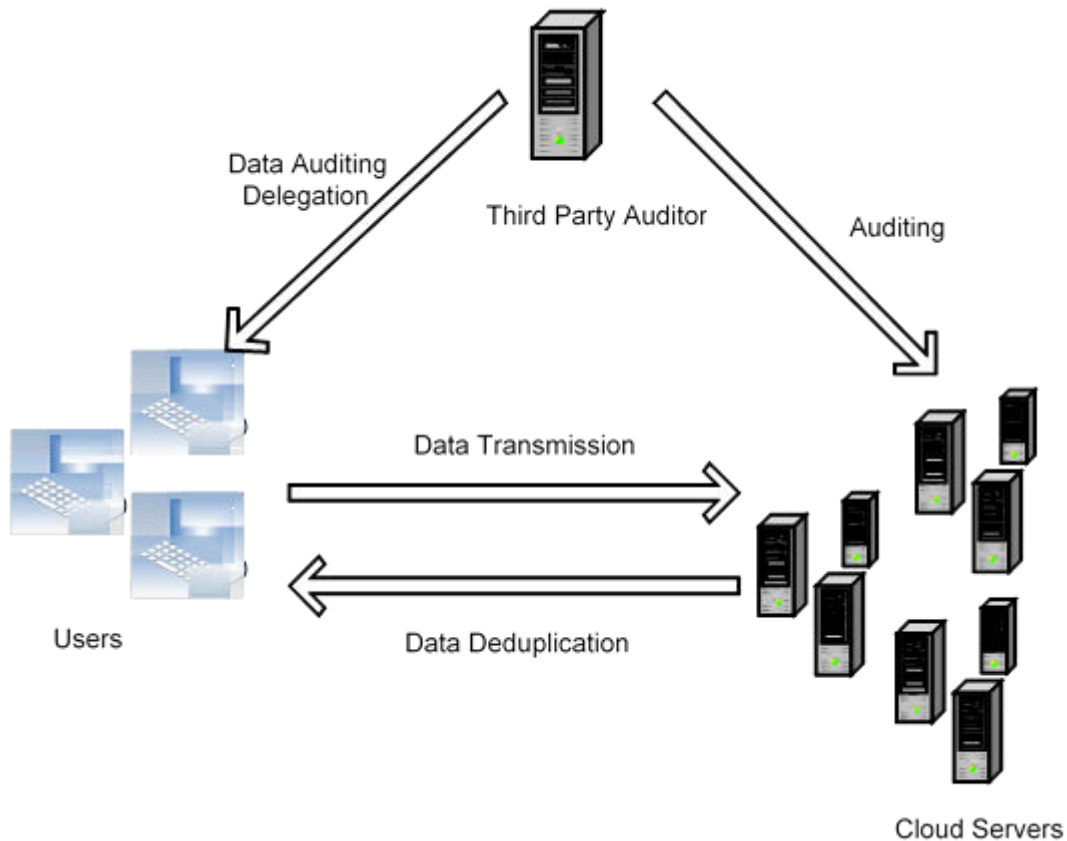 Data Auditing
Delegation
Third Party Auditor
Auditing
Data Transmission
Users
Data Deduplication
Cloud Servers